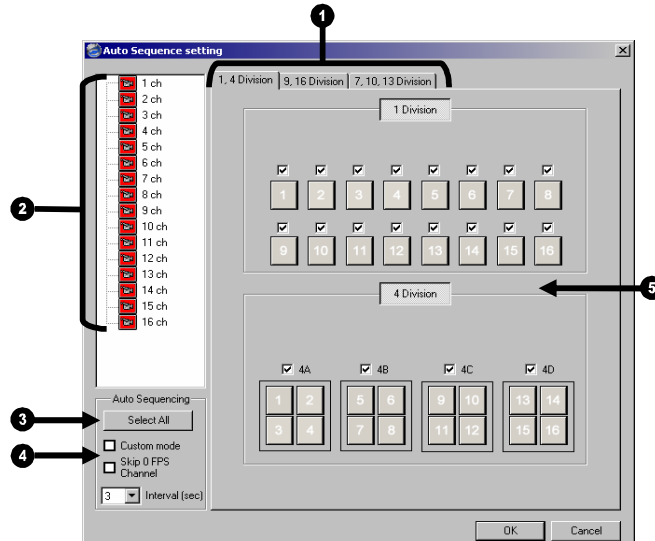 1
Auto Sequence setting
1, 4 Division
9, 16 Division
7, 10, 13 Division
1 ch
2 ch
3 ch
4 ch
5 ch
6 ch
7 ch
8 ch
9 ch
10 ch
11 ch
12 ch
13 ch
14 ch
15 ch
16 ch
2
1 Division
1 2 3 4 5 6 7 8
9 10 11 12 13 14 15 16
5
4 Division
4A 4B 4C 4D
1 2 5 6 9 10 13 14
3 4 7 8 11 12 15 16
Auto Sequencing
3
Select All
4
Custom mode
Skip 0 FPS
Channel
3 Interval (sec)
OK Cancel